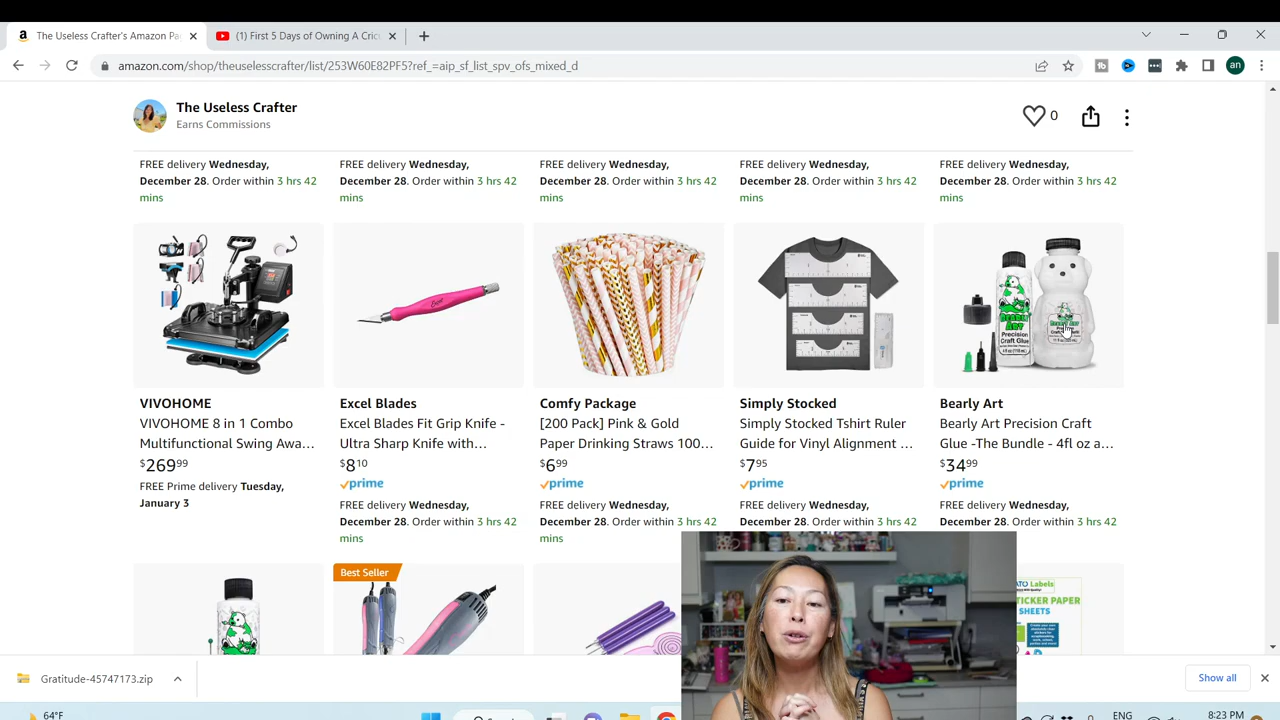 The Useless Crafter's Amazon Pa
(1) First 5 Days of Owning A Cric
amazon.com/shop/theuselesscrafter/list/253W60E82PF5?ref_=aip_sf_list_spv_ofs_mixed_d
an
The Useless Crafter
Earns Commissions
0
FREE delivery Wednesday, December 28. Order within 3 hrs 42 mins
FREE delivery Wednesday, December 28. Order within 3 hrs 42 mins
FREE delivery Wednesday, December 28. Order within 3 hrs 42 mins
FREE delivery Wednesday, December 28. Order within 3 hrs 42 mins
FREE delivery Wednesday, December 28. Order within 3 hrs 42 mins
VIVOHOME
VIVOHOME 8 in 1 Combo
Multifunctional Swing Awa…
$269.99
FREE Prime delivery Tuesday,
January 3
Excel Blades
Excel Blades Fit Grip Knife -
Ultra Sharp Knife with…
$8.10
prime
FREE delivery Wednesday,
December 28. Order within 3 hrs 42
mins
Comfy Package
[200 Pack] Pink & Gold
Paper Drinking Straws 100…
$6.99
prime
FREE delivery Wednesday,
December 28. Order within 3 hrs 42
Simply Stocked
Simply Stocked Tshirt Ruler
Guide for Vinyl Alignment …
$7.95
prime
FREE delivery Wednesday,
December 28. Order within 3 hrs 42
BEARLY ART
Precision
Craft Glue
Bearly Art
Bearly Art Precision Craft
Glue -The Bundle - 4fl oz a…
$34.99
prime
FREE delivery Wednesday,
December 28. Order within 3 hrs 42
Best Seller
Labels
STICKER PAPER
SHEETS
Gratitude-45747173.zip
Show all
64°F
ENG
8:23 PM